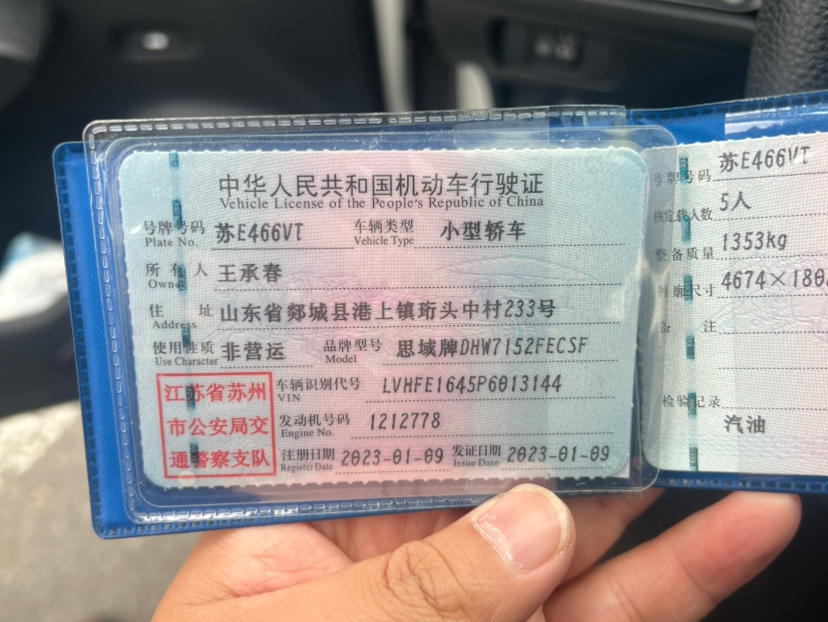 中华人民共和国机动车行驶证
Vehicle License of the People's Republic of China
号牌号码 苏E466VT 车辆类型 小型轿车
Plate No. Vehicle Type
所有人 王承春
Owner
住址 山东省郯城县港上镇珩头中村233号
Address
使用性质 非营运 品牌型号 思域牌DHW7152FECSF
Use Character Model
江苏省苏州
市公安局交
通警察支队
车辆识别代号 LVHFE1645P6013144
VIN
发动机号码 1212778
Engine No.
注册日期 2023-01-09 发证日期 2023-01-09
Register Date Issue Date
号牌号码 苏E466VT
核定载人数 5人
整备质量 1353kg
外廓尺寸 4674×180
备注
检验记录
汽油